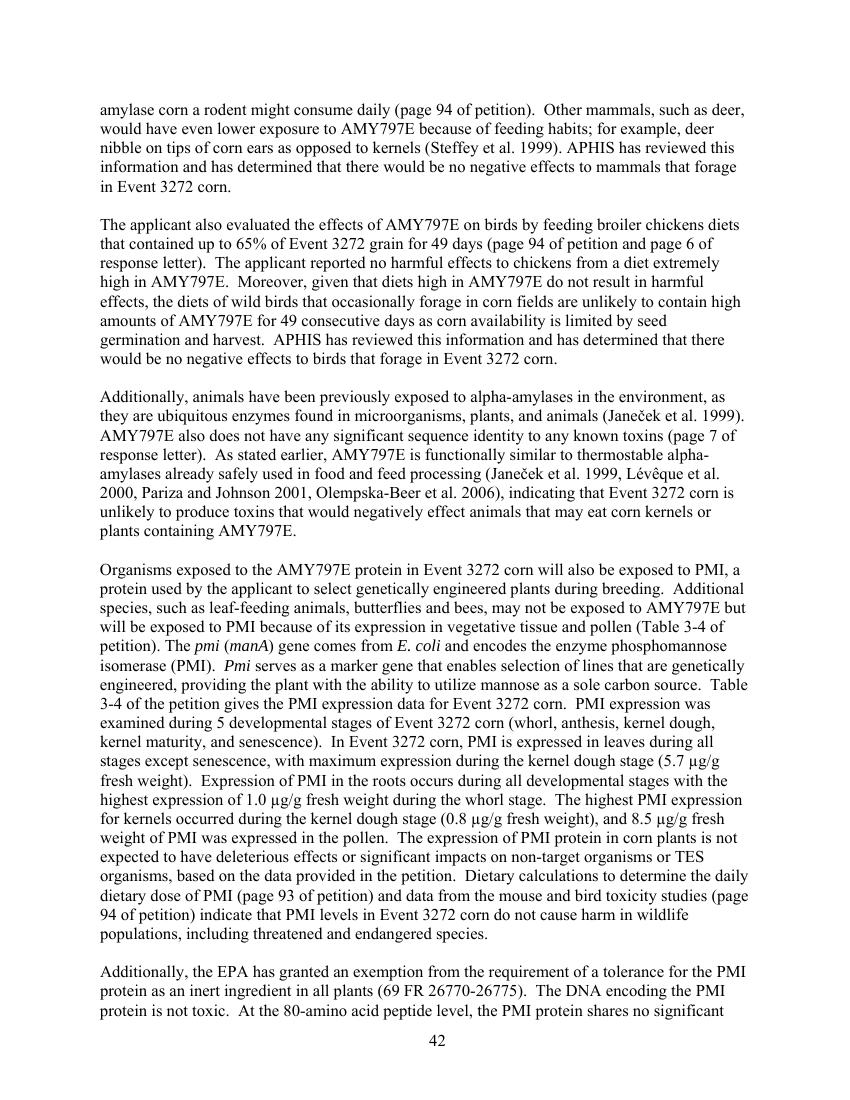 amylase corn a rodent might consume daily (page 94 of petition).  Other mammals, such as deer,
would have even lower exposure to AMY797E because of feeding habits; for example, deer
nibble on tips of corn ears as opposed to kernels (Steffey et al. 1999). APHIS has reviewed this
information and has determined that there would be no negative effects to mammals that forage
in Event 3272 corn.
The applicant also evaluated the effects of AMY797E on birds by feeding broiler chickens diets
that contained up to 65% of Event 3272 grain for 49 days (page 94 of petition and page 6 of
response letter).  The applicant reported no harmful effects to chickens from a diet extremely
high in AMY797E.  Moreover, given that diets high in AMY797E do not result in harmful
effects, the diets of wild birds that occasionally forage in corn fields are unlikely to contain high
amounts of AMY797E for 49 consecutive days as corn availability is limited by seed
germination and harvest.  APHIS has reviewed this information and has determined that there
would be no negative effects to birds that forage in Event 3272 corn.
Additionally, animals have been previously exposed to alpha-amylases in the environment, as
they are ubiquitous enzymes found in microorganisms, plants, and animals (Janeček et al. 1999).
AMY797E also does not have any significant sequence identity to any known toxins (page 7 of
response letter).  As stated earlier, AMY797E is functionally similar to thermostable alpha-
amylases already safely used in food and feed processing (Janeček et al. 1999, Lévêque et al.
2000, Pariza and Johnson 2001, Olempska-Beer et al. 2006), indicating that Event 3272 corn is
unlikely to produce toxins that would negatively effect animals that may eat corn kernels or
plants containing AMY797E.
Organisms exposed to the AMY797E protein in Event 3272 corn will also be exposed to PMI, a
protein used by the applicant to select genetically engineered plants during breeding.  Additional
species, such as leaf-feeding animals, butterflies and bees, may not be exposed to AMY797E but
will be exposed to PMI because of its expression in vegetative tissue and pollen (Table 3-4 of
petition). The pmi (manA) gene comes from E. coli and encodes the enzyme phosphomannose
isomerase (PMI).  Pmi serves as a marker gene that enables selection of lines that are genetically
engineered, providing the plant with the ability to utilize mannose as a sole carbon source.  Table
3-4 of the petition gives the PMI expression data for Event 3272 corn.  PMI expression was
examined during 5 developmental stages of Event 3272 corn (whorl, anthesis, kernel dough,
kernel maturity, and senescence).  In Event 3272 corn, PMI is expressed in leaves during all
stages except senescence, with maximum expression during the kernel dough stage (5.7 µg/g
fresh weight).  Expression of PMI in the roots occurs during all developmental stages with the
highest expression of 1.0 µg/g fresh weight during the whorl stage.  The highest PMI expression
for kernels occurred during the kernel dough stage (0.8 µg/g fresh weight), and 8.5 µg/g fresh
weight of PMI was expressed in the pollen.  The expression of PMI protein in corn plants is not
expected to have deleterious effects or significant impacts on non-target organisms or TES
organisms, based on the data provided in the petition.  Dietary calculations to determine the daily
dietary dose of PMI (page 93 of petition) and data from the mouse and bird toxicity studies (page
94 of petition) indicate that PMI levels in Event 3272 corn do not cause harm in wildlife
populations, including threatened and endangered species.
Additionally, the EPA has granted an exemption from the requirement of a tolerance for the PMI
protein as an inert ingredient in all plants (69 FR 26770-26775).  The DNA encoding the PMI
protein is not toxic.  At the 80-amino acid peptide level, the PMI protein shares no significant
42